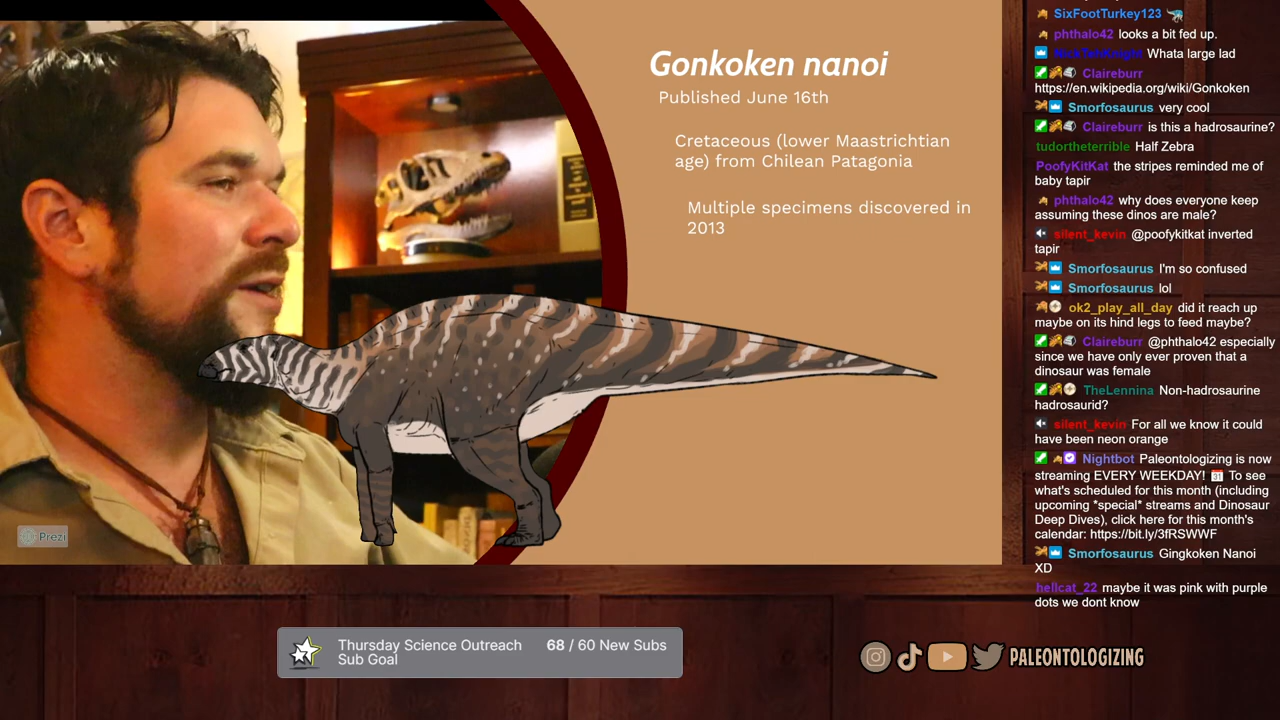 Gonkoken nanoi
Published June 16th
Cretaceous (lower Maastrichtian
age) from Chilean Patagonia
Multiple specimens discovered in
2013
Prezi
SixFootTurkey123
phthalo42 looks a bit fed up.
NickTehKnight Whata large lad
Claireburr
https://en.wikipedia.org/wiki/Gonkoken
Smorfosaurus very cool
Claireburr is this a hadrosaurine?
tudortheterrible Half Zebra
PoofyKitKat the stripes reminded me of
baby tapir
phthalo42 why does everyone keep
assuming these dinos are male?
silent_kevin @poofykitkat inverted
tapir
Smorfosaurus I'm so confused
Smorfosaurus lol
ok2_play_all_day did it reach up
maybe on its hind legs to feed maybe?
Claireburr @phthalo42 especially
since we have only ever proven that a
dinosaur was female
TheLennina Non-hadrosaurine
hadrosaurid?
silent_kevin For all we know it could
have been neon orange
Nightbot Paleontologizing is now
streaming EVERY WEEKDAY! To see
what's scheduled for this month (including
upcoming *special* streams and Dinosaur
Deep Dives), click here for this month's
calendar: https://bit.ly/3fRSWWF
Smorfosaurus Gingkoken Nanoi
XD
hellcat_22 maybe it was pink with purple
dots we dont know
Thursday Science Outreach 68 / 60 New Subs
Sub Goal
PALEONTOLOGIZING